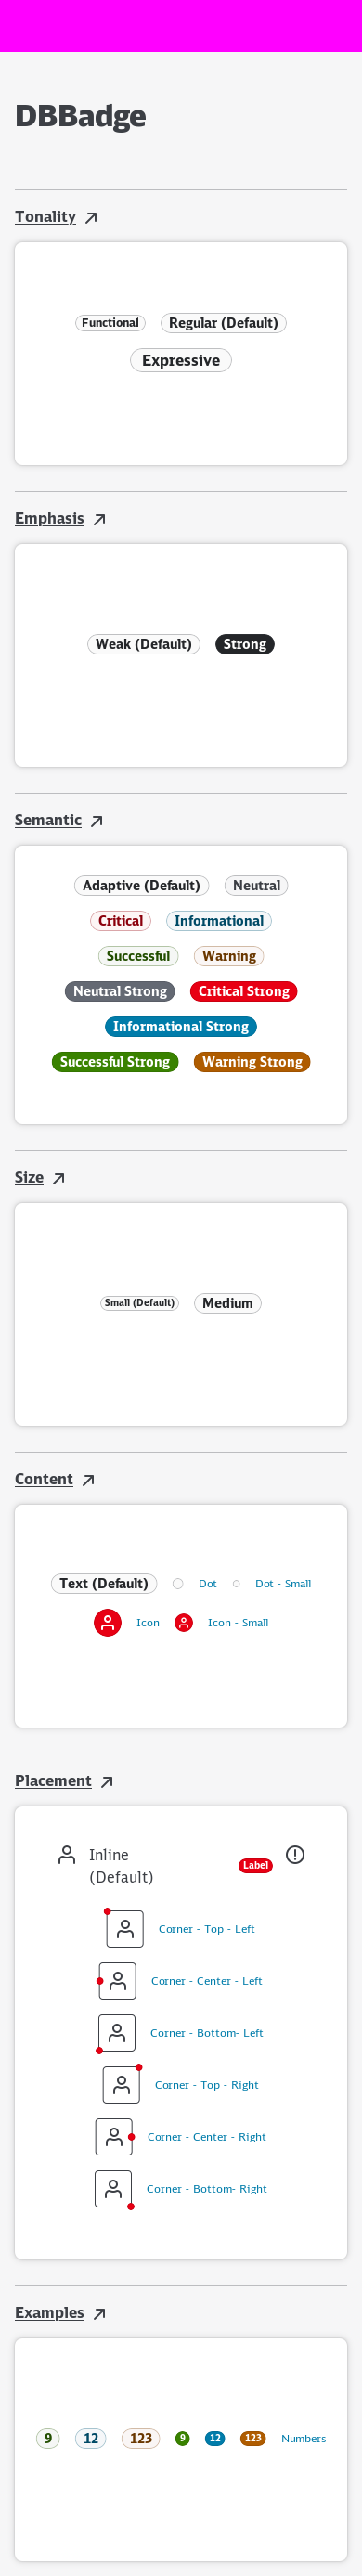 DBBadge
Tonality
Functional Regular (Default)
Expressive
Emphasis
Weak (Default) Strong
Semantic
Adaptive (Default) Neutral
Critical Informational
Successful Warning
Neutral Strong Critical Strong
Informational Strong
Successful Strong Warning Strong
Size
Small (Default) Medium
Content
Text (Default) Dot Dot - Small
Icon Icon - Small
Placement
Inline
(Default) Label
Corner - Top - Left
Corner - Center - Left
Corner - Bottom- Left
Corner - Top - Right
Corner - Center - Right
Corner - Bottom- Right
Examples
9 12 123 9 12 123 Numbers